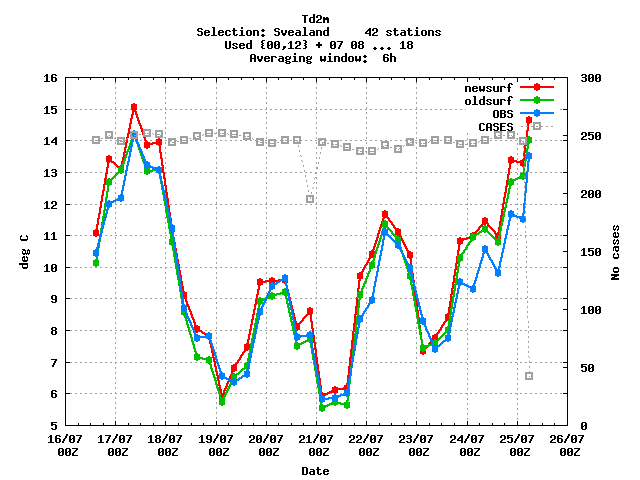 Td2m
Selection: Svealand 42 stations
Used {00,12} + 07 08 ... 18
Averaging window: 6h
newsurf
oldsurf
OBS
CASES
deg C
16
15
14
13
12
11
10
9
8
7
6
5
No cases
300
250
200
150
100
50
0
16/07 17/07 18/07 19/07 20/07 21/07 22/07 23/07 24/07 25/07 26/07
00Z 00Z 00Z 00Z 00Z 00Z 00Z 00Z 00Z 00Z 00Z
Date